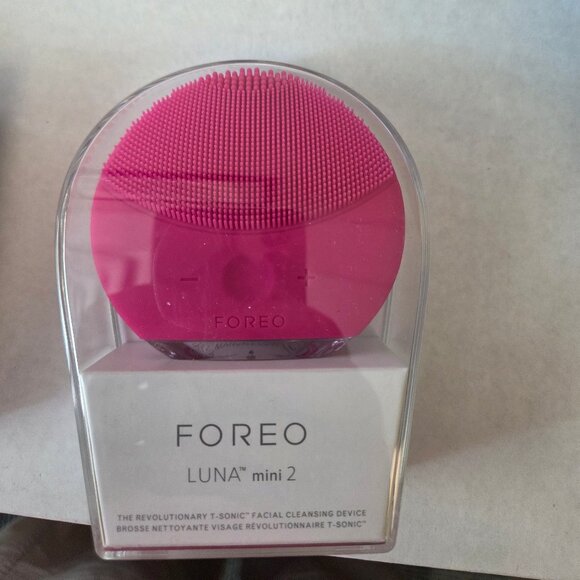 − +
FOREO
FOREO
LUNA™ mini 2
THE REVOLUTIONARY T-SONIC™ FACIAL CLEANSING DEVICE
BROSSE NETTOYANTE VISAGE RÉVOLUTIONNAIRE T-SONIC™